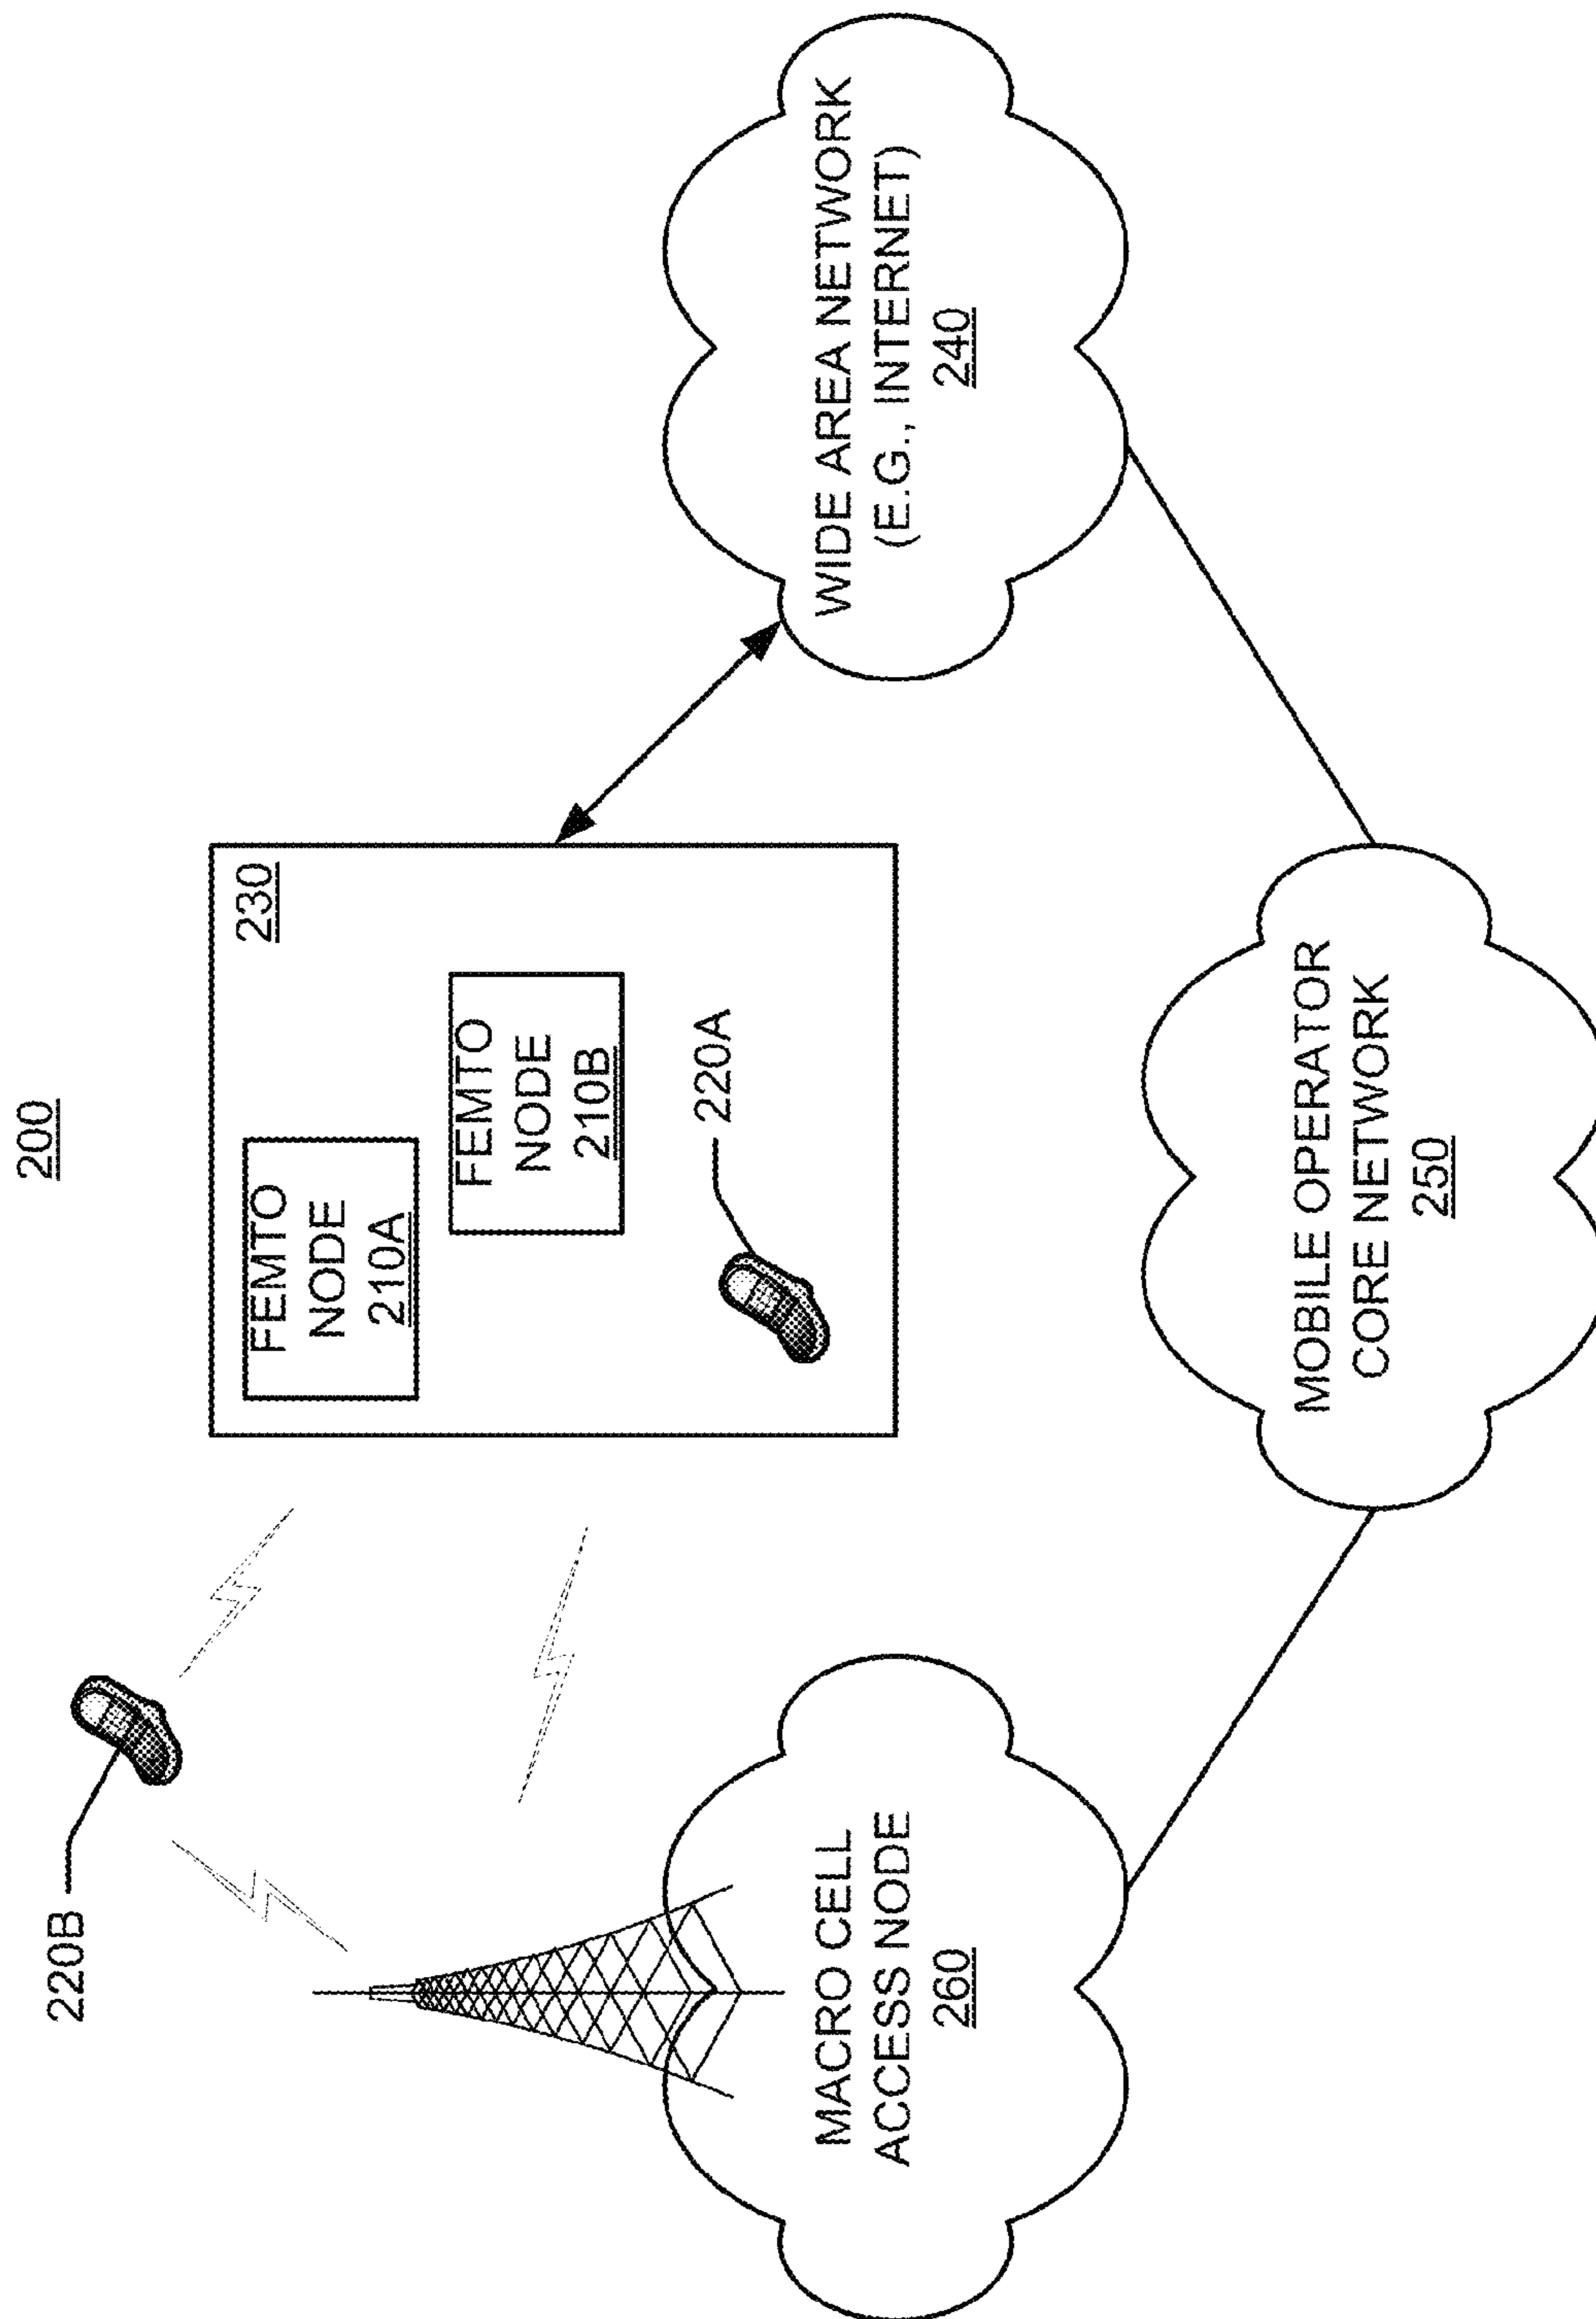 200
220B
230
FEMTO
NODE
210A
FEMTO
NODE
210B
220A
MACRO CELL
ACCESS NODE
260
WIDE AREA NETWORK
(E.G., INTERNET)
240
MOBILE OPERATOR
CORE NETWORK
250